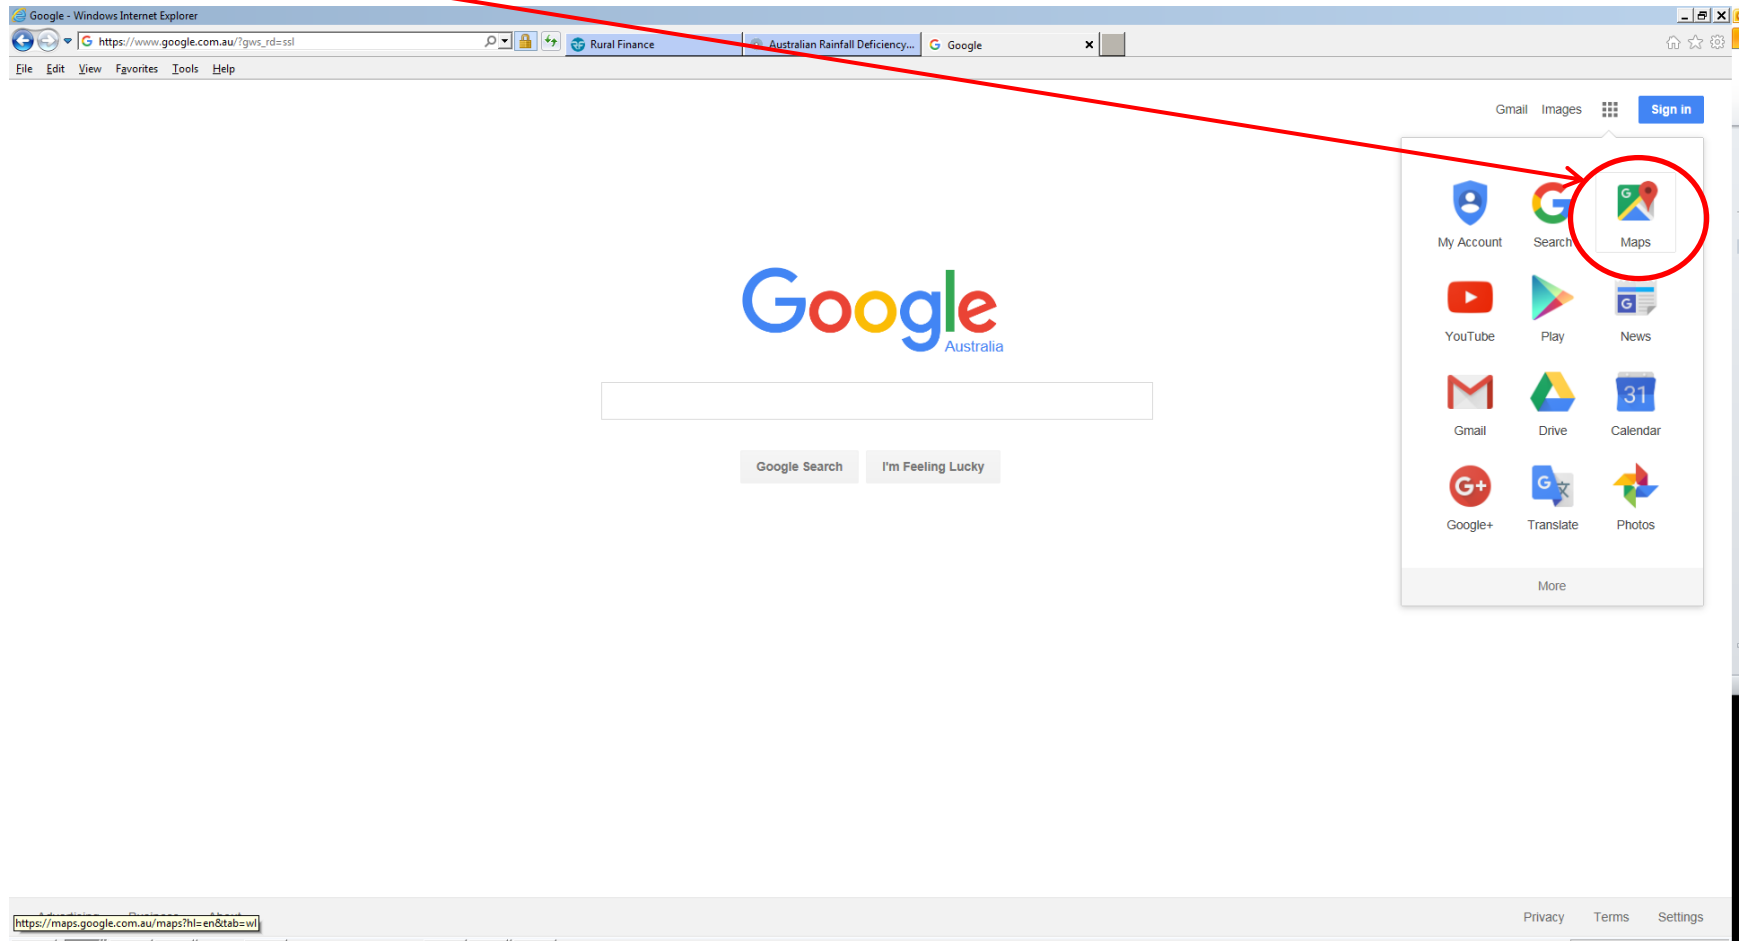 Google - Windows Internet Explorer
https://www.google.com.au/?gws_rd=ssl
Rural Finance
Australian Rainfall Deficiency...
Google
File Edit View Favorites Tools Help
Gmail Images Sign in
My Account Search Maps
YouTube Play News
Gmail Drive 31 Calendar
Google+ Translate Photos
More
Google
Australia
Google Search I'm Feeling Lucky
https://maps.google.com.au/maps?hl=en&tab=wl
Privacy Terms Settings